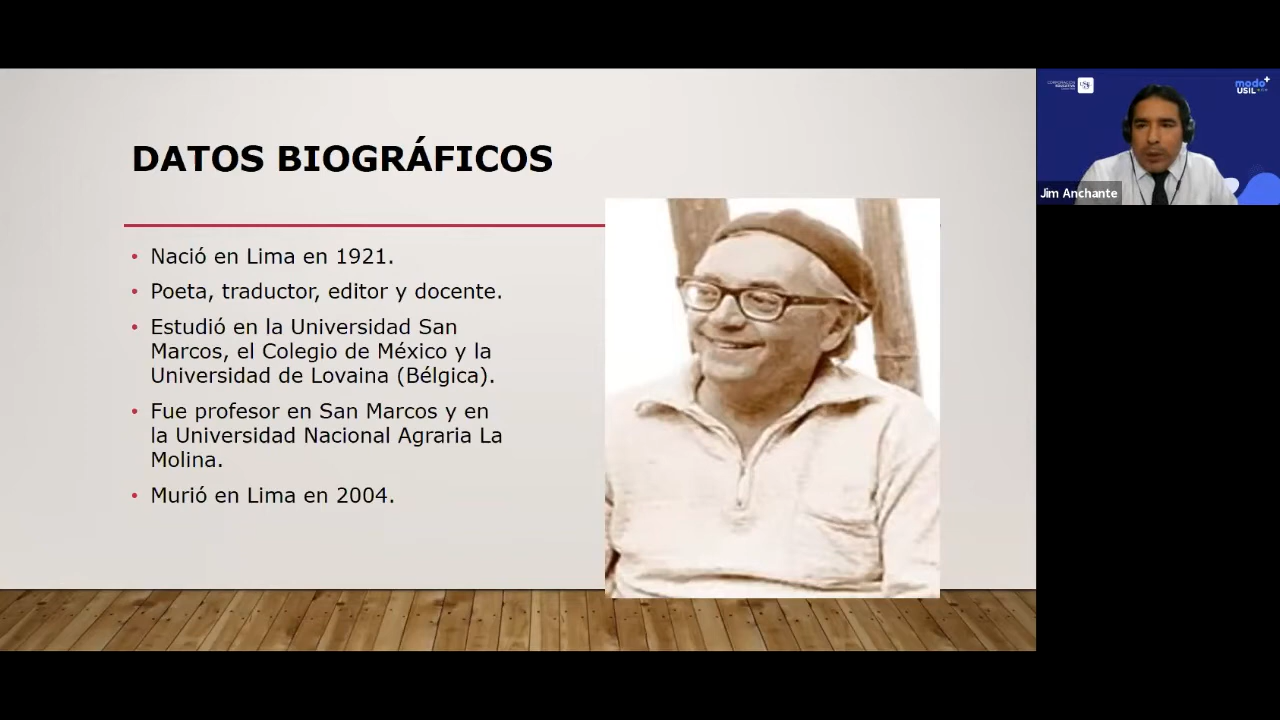 DATOS BIOGRÁFICOS
• Nació en Lima en 1921.
• Poeta, traductor, editor y docente.
• Estudió en la Universidad San
Marcos, el Colegio de México y la
Universidad de Lovaina (Bélgica).
• Fue profesor en San Marcos y en
la Universidad Nacional Agraria La
Molina.
• Murió en Lima en 2004.
modo+
USIL
Jim Anchante